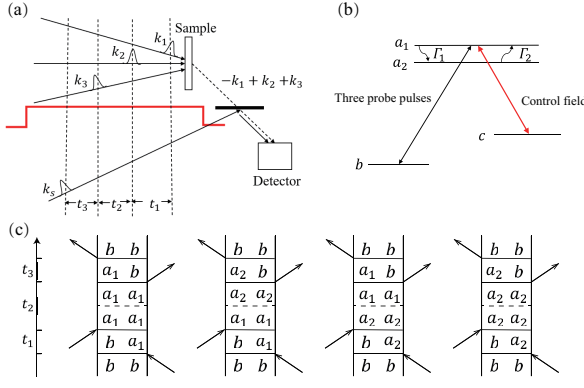 (a)
k₁
Sample
k₂
k₃
−k₁ + k₂ +k₃
Detector
kₛ
t₃ t₂ t₁
(b)
a₁
Γ₁ Γ₂
a₂
Three probe pulses
Control field
c
b
(c)
b b b b b b b b
t₃ a₁ b a₂ b a₁ b a₂ b
a₁ a₁ a₂ a₂ a₁ a₁ a₂ a₂
t₂
a₁ a₁ a₁ a₁ a₂ a₂ a₂ a₂
t₁ b a₁ b a₁ b a₂ b a₂
b b b b b b b b